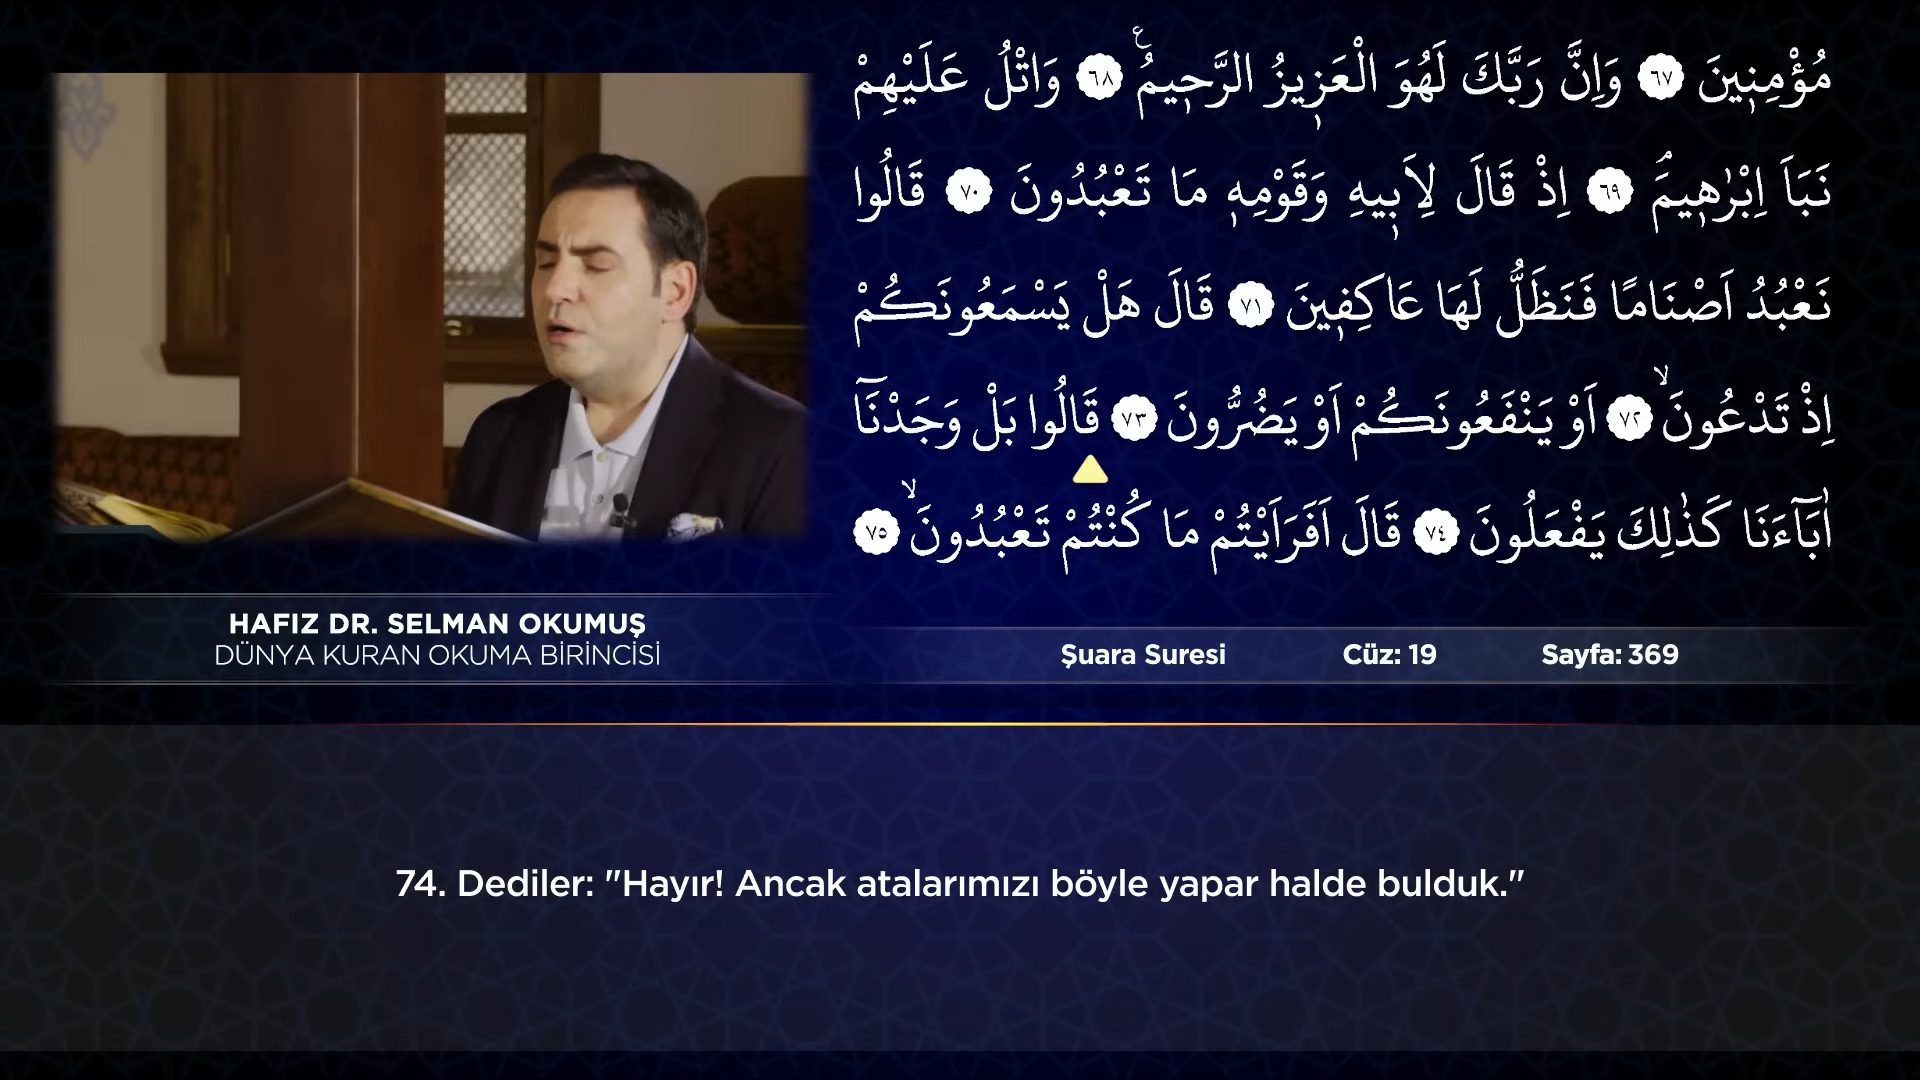 مُؤْمِنٖينَ ﴿٦٧﴾ وَاِنَّ رَبَّكَ لَهُوَ الْعَزٖيزُ الرَّحٖيمُ ع ﴿٦٨﴾ وَاتْلُ عَلَيْهِمْ
نَبَاَ اِبْرٰهٖيمَۘ ﴿٦٩﴾ اِذْ قَالَ لِاَبٖيهِ وَقَوْمِهٖ مَا تَعْبُدُونَ ﴿٧٠﴾ قَالُوا
نَعْبُدُ اَصْنَامًا فَنَظَلُّ لَهَا عَاكِفٖينَ ﴿٧١﴾ قَالَ هَلْ يَسْمَعُونَكُمْ
اِذْ تَدْعُونَۙ ﴿٧٢﴾ اَوْ يَنْفَعُونَكُمْ اَوْ يَضُرُّونَ ﴿٧٣﴾ قَالُوا بَلْ وَجَدْنَٓا
اٰبَٓاءَنَا كَذٰلِكَ يَفْعَلُونَ ﴿٧٤﴾ قَالَ اَفَرَاَيْتُمْ مَا كُنْتُمْ تَعْبُدُونَۙ ﴿٧٥﴾
HAFIZ DR. SELMAN OKUMUŞ
DÜNYA KURAN OKUMA BİRİNCİSİ
Şuara Suresi Cüz: 19 Sayfa: 369
74. Dediler: "Hayır! Ancak atalarımızı böyle yapar halde bulduk."